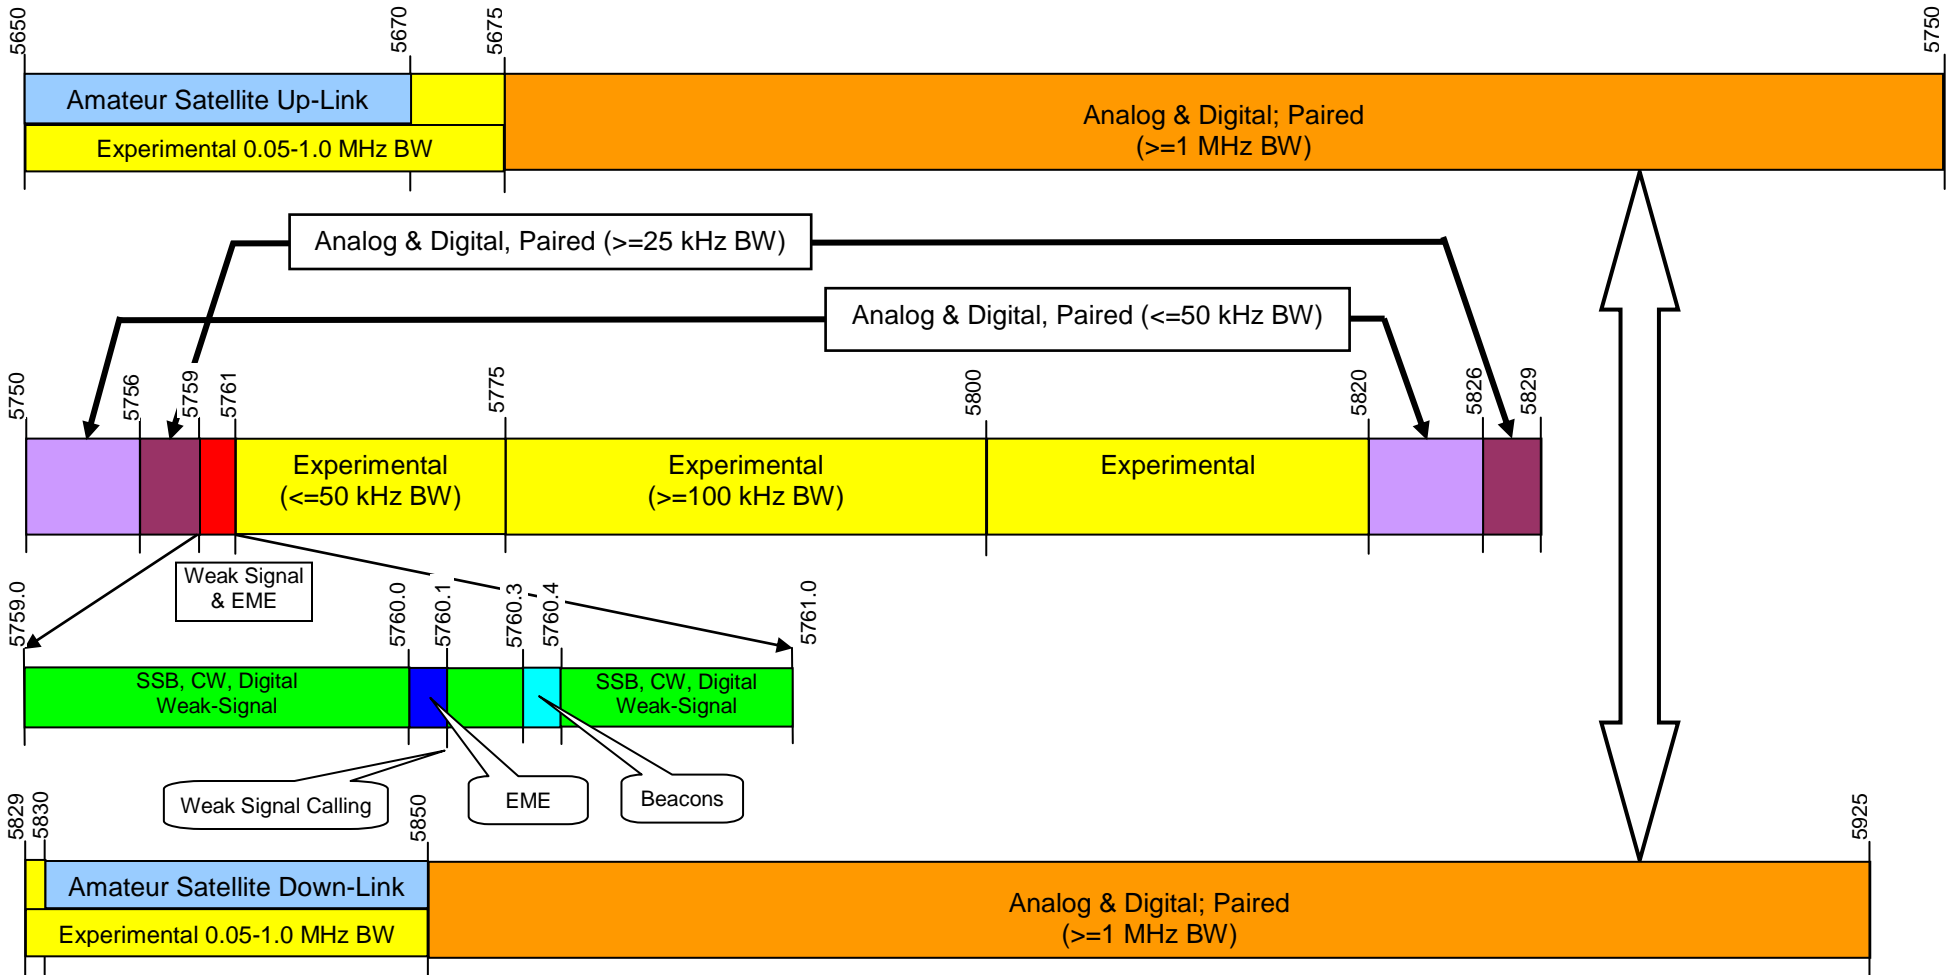 5650
5670
5675
5750
Amateur Satellite Up-Link
Experimental 0.05-1.0 MHz BW
Analog & Digital; Paired
(>=1 MHz BW)
Analog & Digital, Paired (>=25 kHz BW)
Analog & Digital, Paired (<=50 kHz BW)
5750
5756
5759
5761
5775
5800
5820
5826
5829
Experimental
(<=50 kHz BW)
Experimental
(>=100 kHz BW)
Experimental
Weak Signal
& EME
5759.0
5760.0
5760.1
5760.3
5760.4
5761.0
SSB, CW, Digital
Weak-Signal
SSB, CW, Digital
Weak-Signal
Weak Signal Calling
EME
Beacons
5829
5830
5850
5925
Amateur Satellite Down-Link
Experimental 0.05-1.0 MHz BW
Analog & Digital; Paired
(>=1 MHz BW)